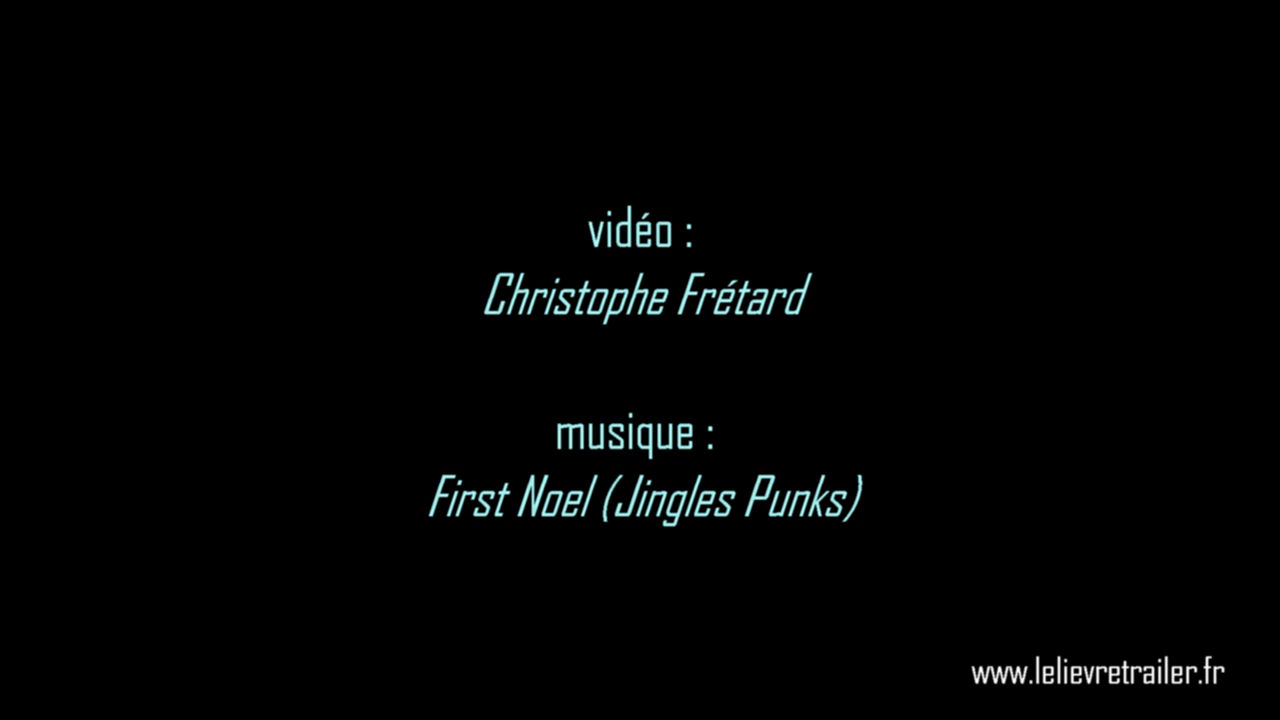 vidéo :
Christophe Frétard
musique :
First Noel (Jingles Punks)
www.lelievretrailer.fr